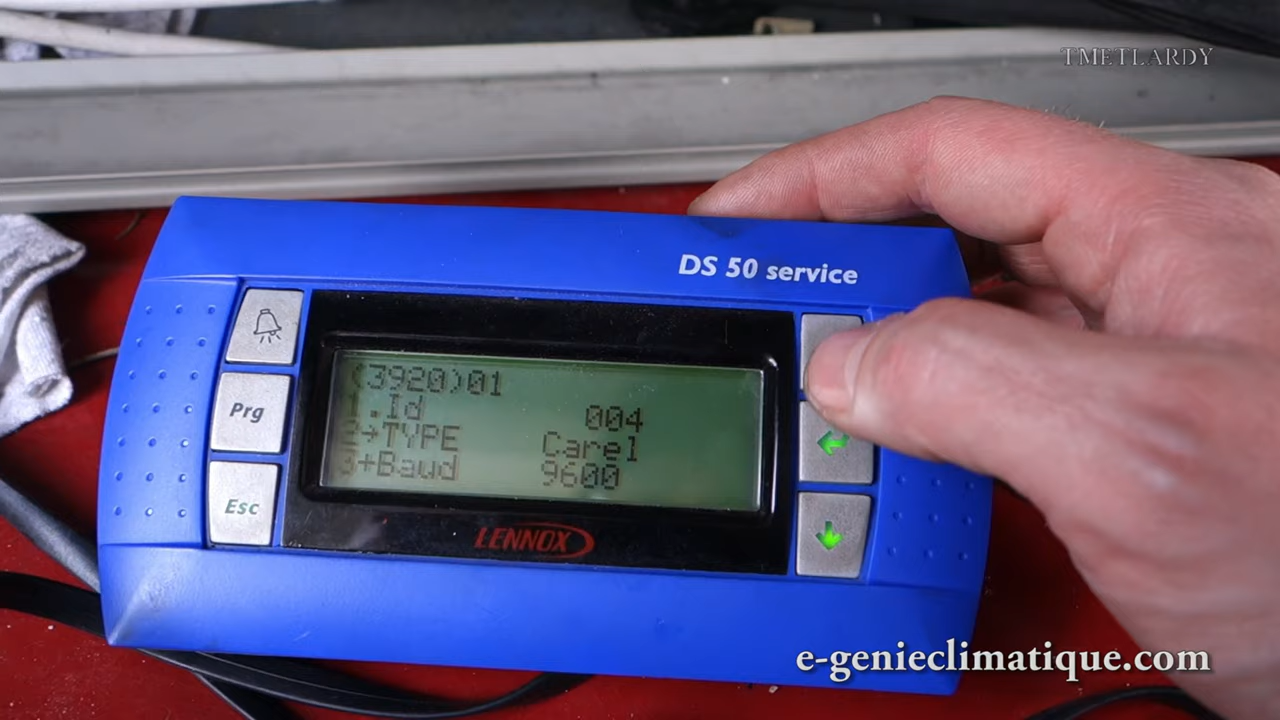 TMETLARDY
DS 50 service
Prg
Esc
(3920)01
1.Id 004
2→TYPE Carel
3+Baud 9600
LENNOX
e-genieclimatique.com